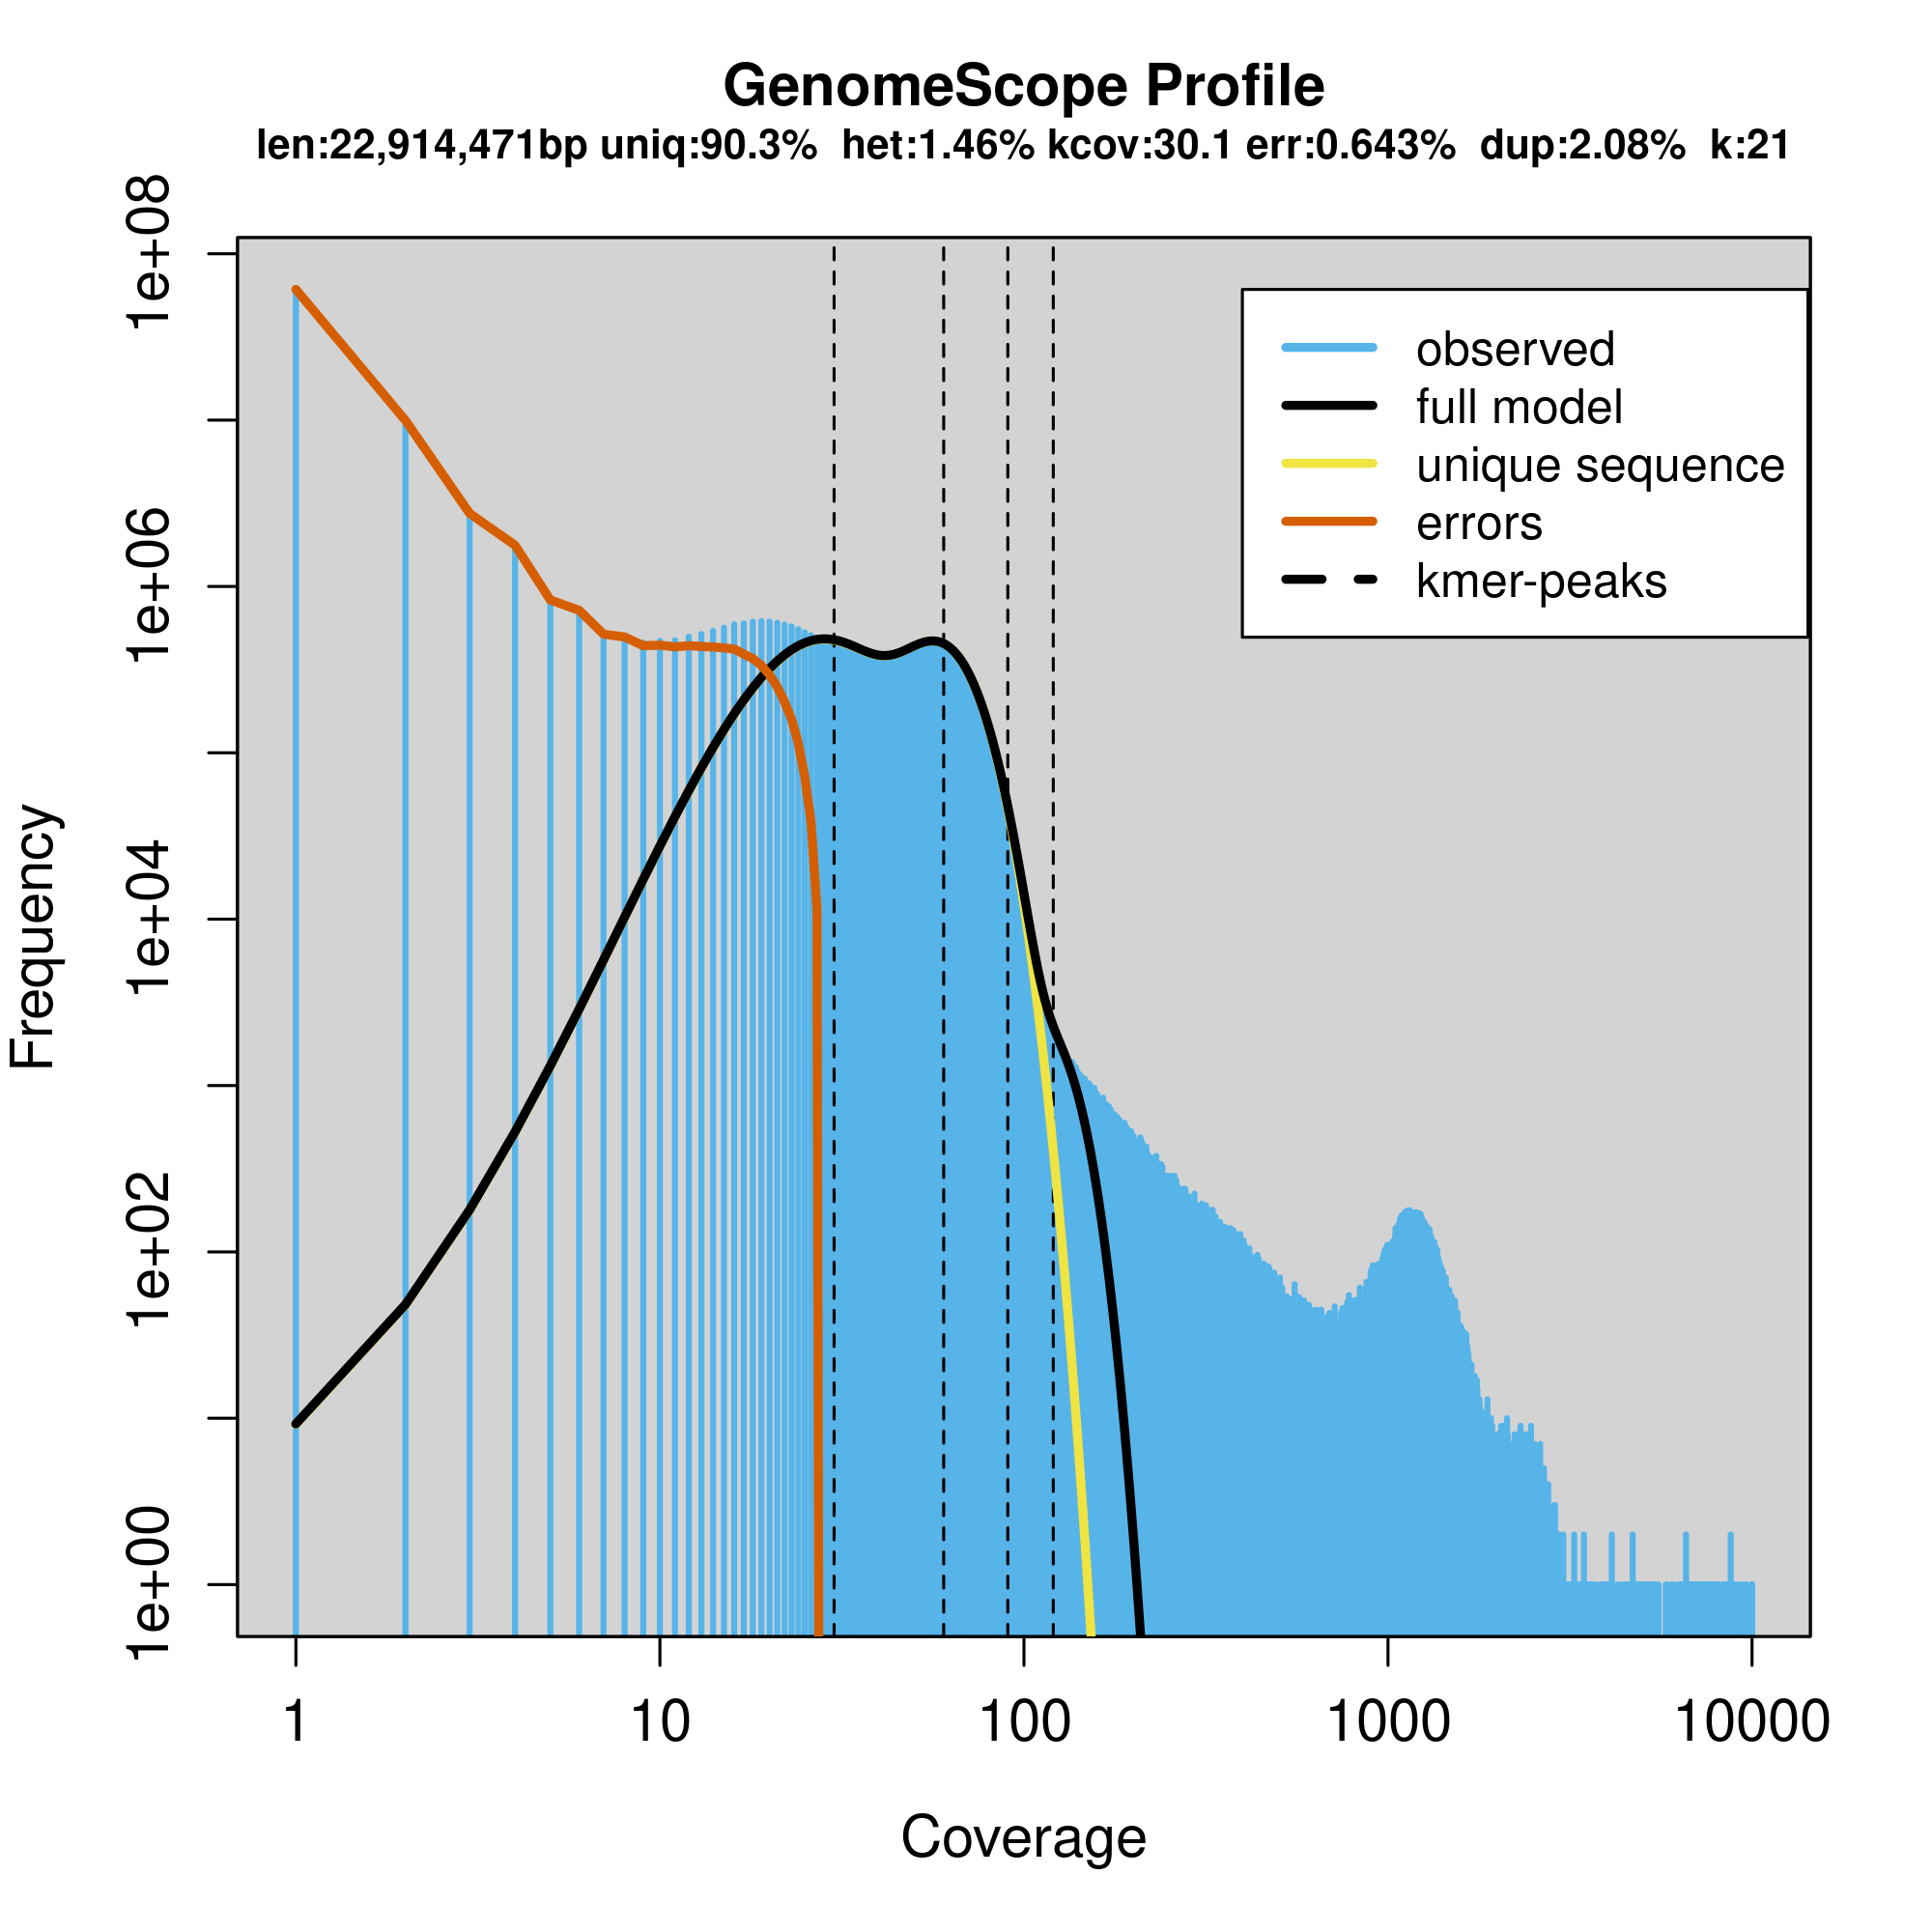 GenomeScope Profile
len:22,914,471bp uniq:90.3% het:1.46% kcov:30.1 err:0.643% dup:2.08% k:21
1e+08
1e+06
1e+04
1e+02
1e+00
Frequency
observed
full model
unique sequence
errors
kmer-peaks
1 10 100 1000 10000
Coverage